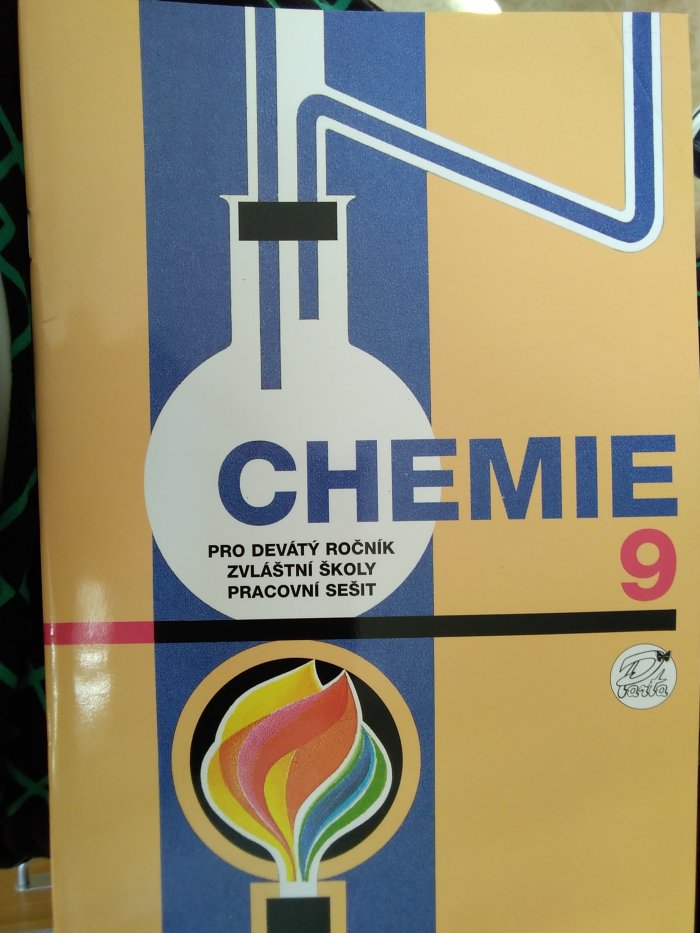 CHEMIE
9
PRO DEVÁTÝ ROČNÍK
ZVLÁŠTNÍ ŠKOLY
PRACOVNÍ SEŠIT
Parta